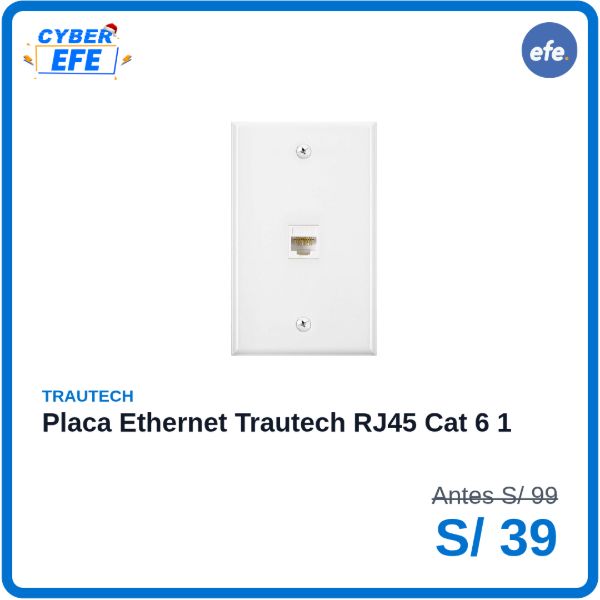 CYBER
EFE
efe.
TRAUTECH
Placa Ethernet Trautech RJ45 Cat 6 1
Antes S/ 99
S/ 39